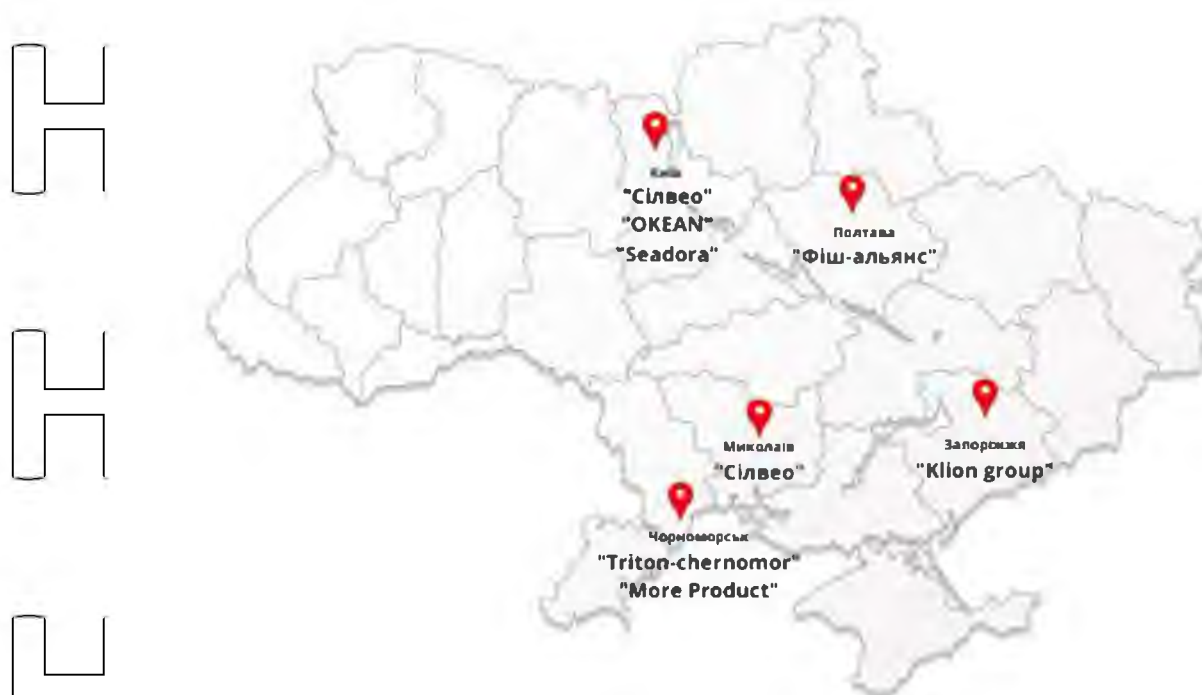 Київ
"Сілвео"
"OKEAN"
"Seadora"
Полтава
"Фіш-альянс"
Миколаїв
"Сілвео"
Запоріжжя
"Klion group"
Чорноморськ
"Triton-chernomor"
"More Product"